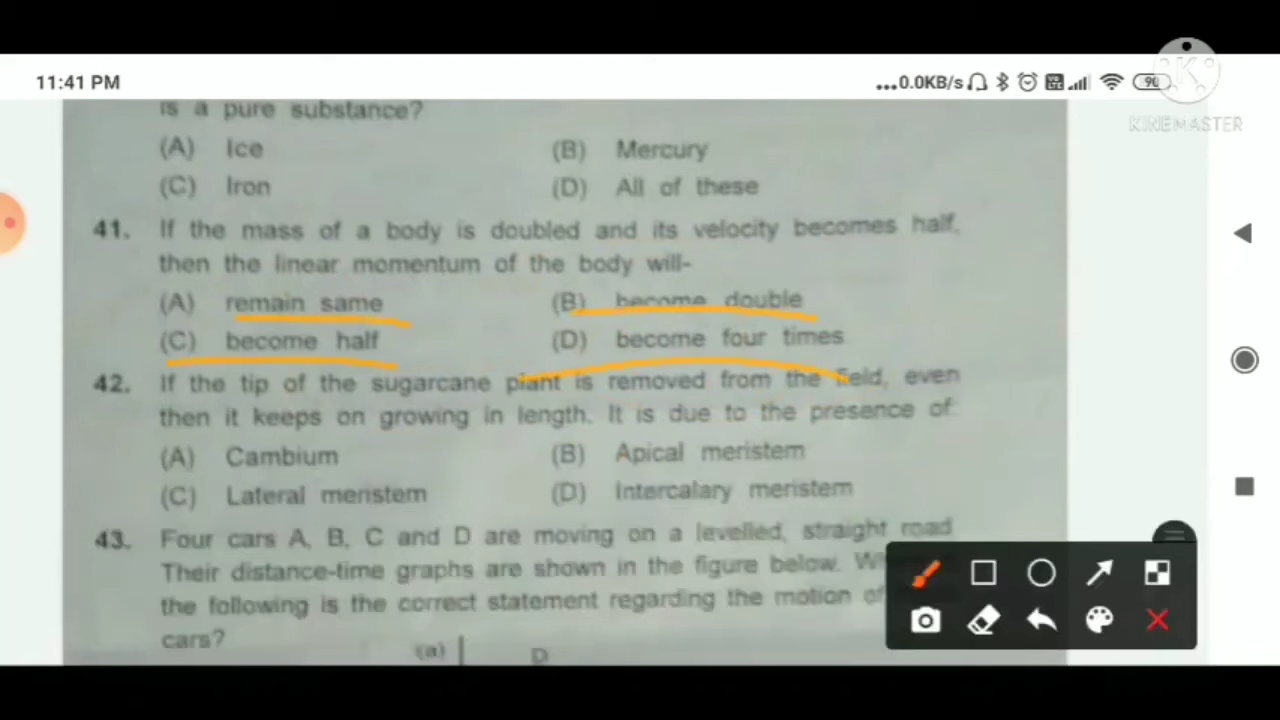 11:41 PM
...0.0KB/s
90
KINEMASTER
is a pure substance?
(A) Ice (B) Mercury
(C) Iron (D) All of these
41. If the mass of a body is doubled and its velocity becomes half,
then the linear momentum of the body will-
(A) remain same (B) become double
(C) become half (D) become four times
42. If the tip of the sugarcane plant is removed from the field, even
then it keeps on growing in length. It is due to the presence of:
(A) Cambium (B) Apical meristem
(C) Lateral meristem (D) Intercalary meristem
43. Four cars A, B, C and D are moving on a levelled, straight road.
Their distance-time graphs are shown in the figure below.
the following is the correct statement regarding the motion of
cars?
(a) D